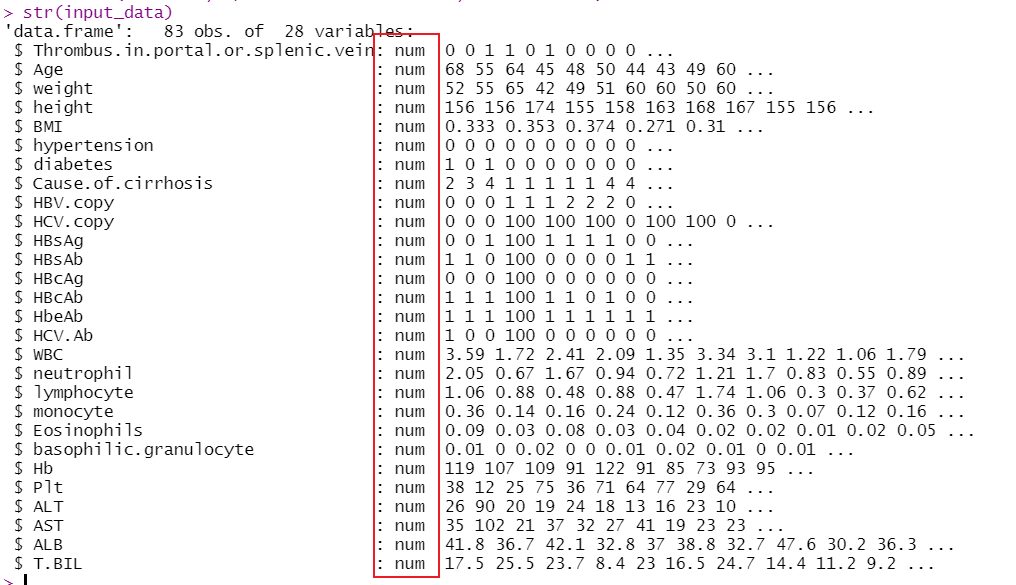 > str(input_data)
'data.frame':   83 obs. of  28 variables:
 $ Thrombus.in.portal.or.splenic.vein: num  0 0 1 1 0 1 0 0 0 0 ...
 $ Age                               : num  68 55 64 45 48 50 44 43 49 60 ...
 $ weight                            : num  52 55 65 42 49 51 60 60 50 60 ...
 $ height                            : num  156 156 174 155 158 163 168 167 155 156 ...
 $ BMI                               : num  0.333 0.353 0.374 0.271 0.31 ...
 $ hypertension                      : num  0 0 0 0 0 0 0 0 0 0 ...
 $ diabetes                          : num  1 0 1 0 0 0 0 0 0 0 ...
 $ Cause.of.cirrhosis                : num  2 3 4 1 1 1 1 1 4 4 ...
 $ HBV.copy                          : num  0 0 0 1 1 1 2 2 2 0 ...
 $ HCV.copy                          : num  0 0 0 100 100 100 0 100 100 0 ...
 $ HBsAg                             : num  0 0 1 100 1 1 1 1 0 0 ...
 $ HBsAb                             : num  1 1 0 100 0 0 0 0 1 1 ...
 $ HBcAg                             : num  0 0 0 100 0 0 0 0 0 0 ...
 $ HBcAb                             : num  1 1 1 100 1 1 0 1 0 0 ...
 $ HbeAb                             : num  1 1 1 100 1 1 1 1 1 1 ...
 $ HCV.Ab                            : num  1 0 0 100 0 0 0 0 0 0 ...
 $ WBC                               : num  3.59 1.72 2.41 2.09 1.35 3.34 3.1 1.22 1.06 1.79 ...
 $ neutrophil                        : num  2.05 0.67 1.67 0.94 0.72 1.21 1.7 0.83 0.55 0.89 ...
 $ lymphocyte                        : num  1.06 0.88 0.48 0.88 0.47 1.74 1.06 0.3 0.37 0.62 ...
 $ monocyte                          : num  0.36 0.14 0.16 0.24 0.12 0.36 0.3 0.07 0.12 0.16 ...
 $ Eosinophils                       : num  0.09 0.03 0.08 0.03 0.04 0.02 0.02 0.01 0.02 0.05 ...
 $ basophilic.granulocyte            : num  0.01 0 0.02 0 0 0.01 0.02 0.01 0 0.01 ...
 $ Hb                                : num  119 107 109 91 122 91 85 73 93 95 ...
 $ Plt                               : num  38 12 25 75 36 71 64 77 29 64 ...
 $ ALT                               : num  26 90 20 19 24 18 13 16 23 10 ...
 $ AST                               : num  35 102 21 37 32 27 41 19 23 23 ...
 $ ALB                               : num  41.8 36.7 42.1 32.8 37 38.8 32.7 47.6 30.2 36.3 ...
 $ T.BIL                             : num  17.5 25.5 23.7 8.4 23 16.5 24.7 14.4 11.2 9.2 ...
>